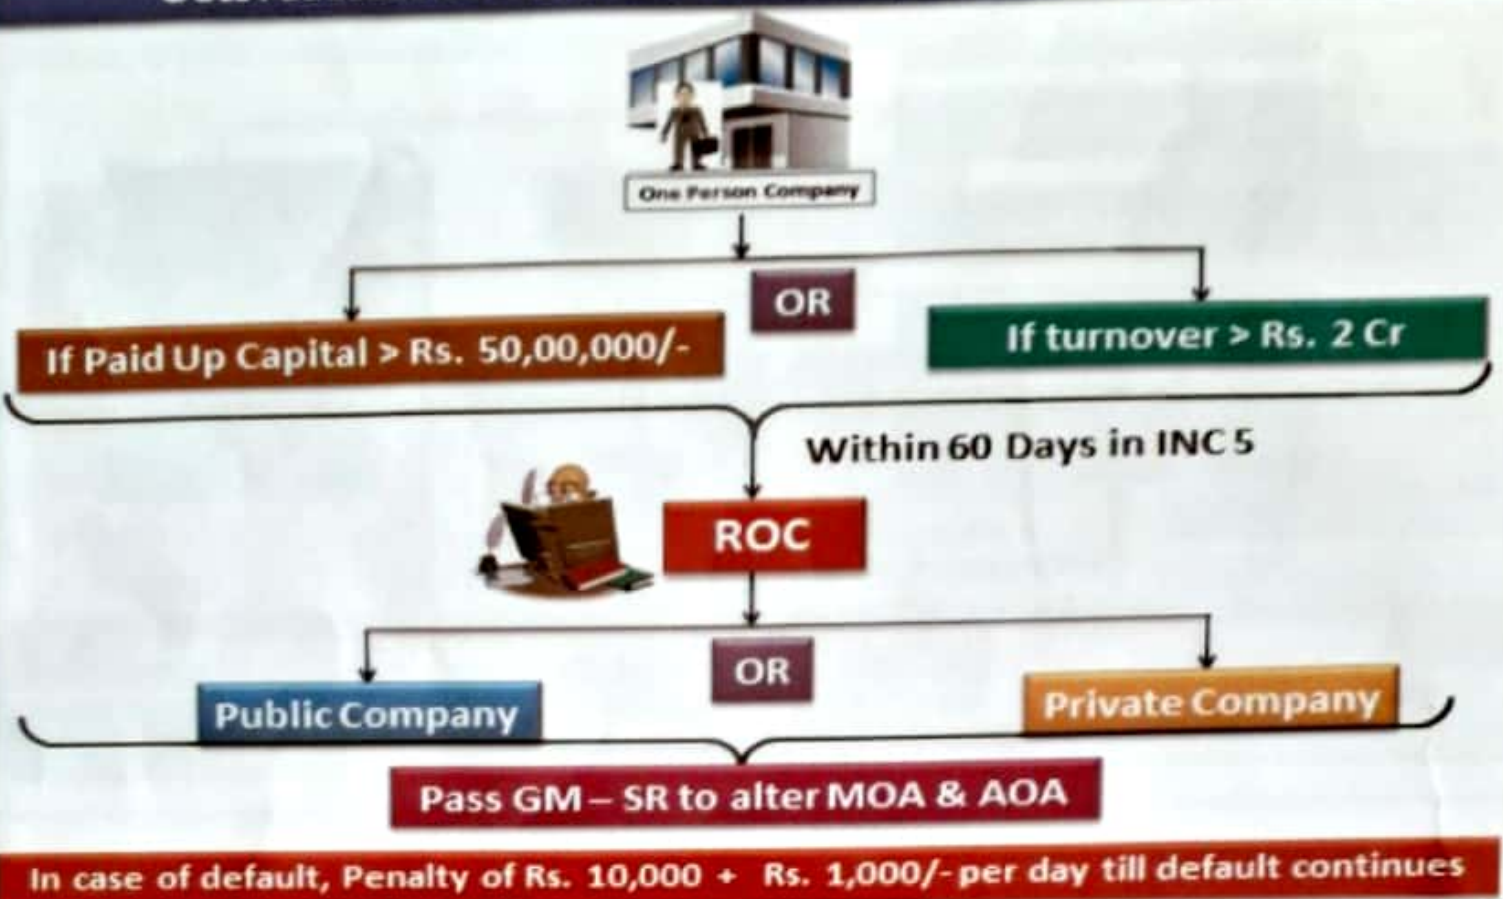 One Person Company
OR
If Paid Up Capital > Rs. 50,00,000/-
If turnover > Rs. 2 Cr
Within 60 Days in INC 5
ROC
OR
Public Company
Private Company
Pass GM – SR to alter MOA & AOA
In case of default, Penalty of Rs. 10,000 + Rs. 1,000/- per day till default continues